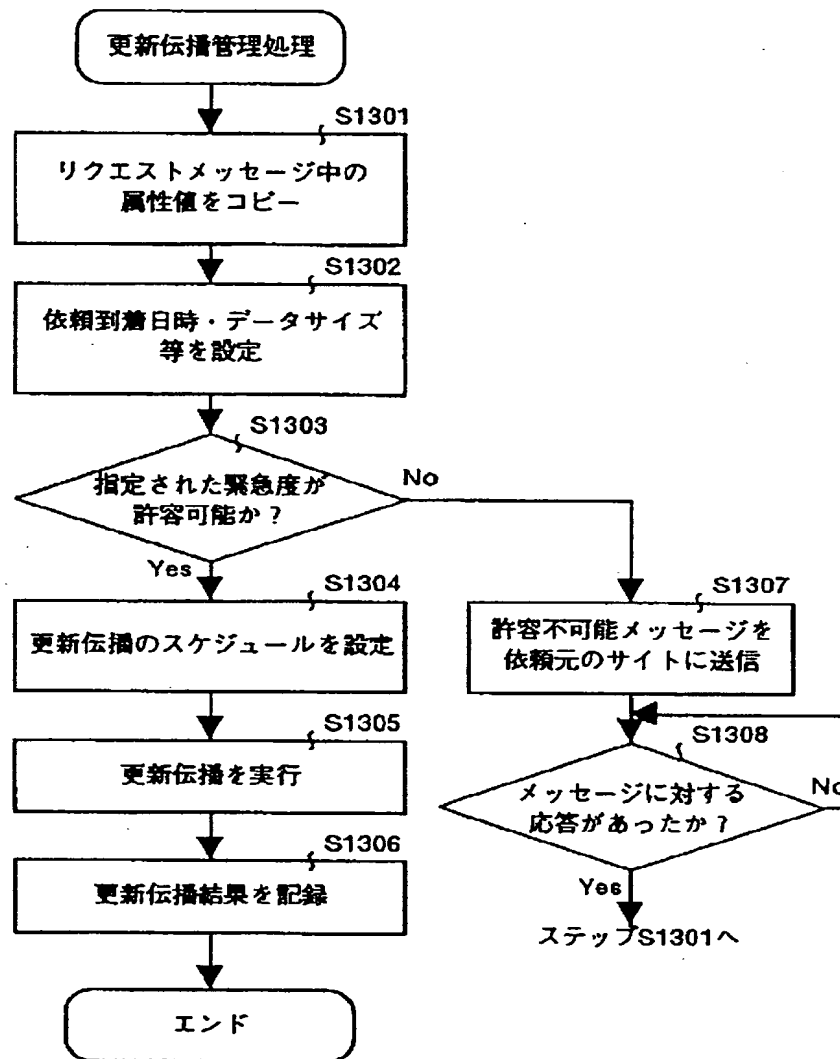 更新伝播管理処理
S1301
リクエストメッセージ中の
属性値をコピー
S1302
依頼到着日時・データサイズ
等を設定
S1303
指定された緊急度が
許容可能か？
No
Yes
S1304
更新伝播のスケジュールを設定
S1305
更新伝播を実行
S1306
更新伝播結果を記録
エンド
S1307
許容不可能メッセージを
依頼元のサイトに送信
S1308
メッセージに対する
応答があったか？
No
Yes
ステップS1301へ